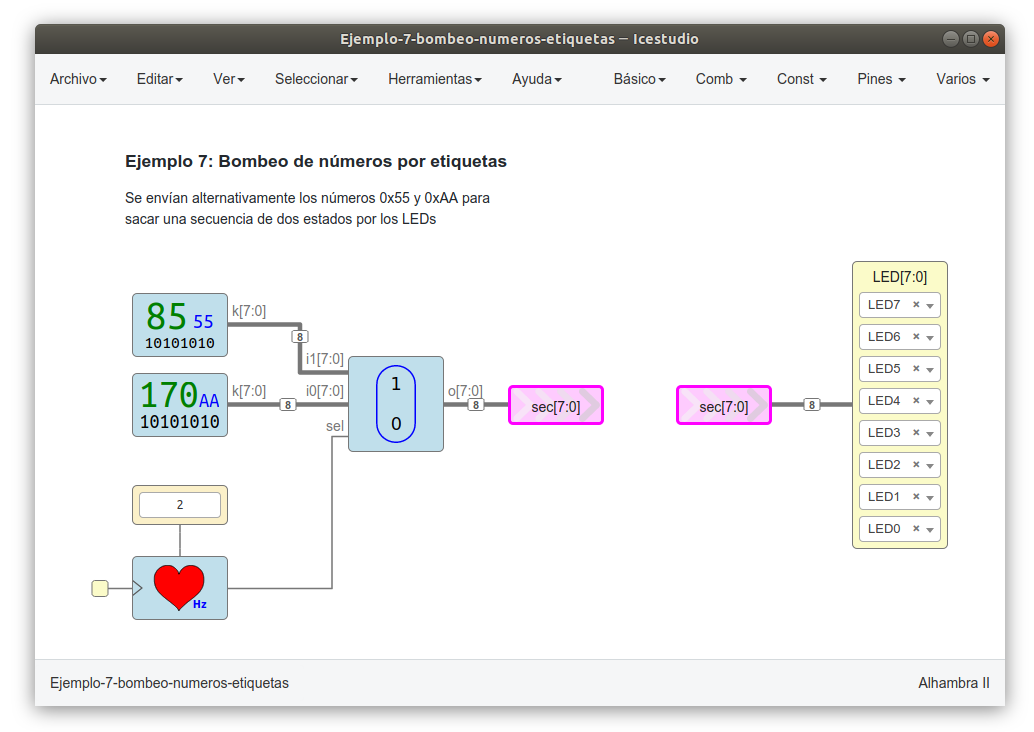 Ejemplo-7-bombeo-numeros-etiquetas — Icestudio
Archivo Editar Ver Seleccionar Herramientas Ayuda Básico Comb Const Pines Varios
Ejemplo 7: Bombeo de números por etiquetas
Se envían alternativamente los números 0x55 y 0xAA para
sacar una secuencia de dos estados por los LEDs
LED[7:0]
LED7
LED6
LED5
LED4
LED3
LED2
LED1
LED0
85 55
10101010
k[7:0]
8
i1[7:0]
170 AA
10101010
k[7:0]
8
i0[7:0]
sel
1
0
o[7:0]
8
sec[7:0]
sec[7:0]
8
2
Hz
Ejemplo-7-bombeo-numeros-etiquetas
Alhambra II